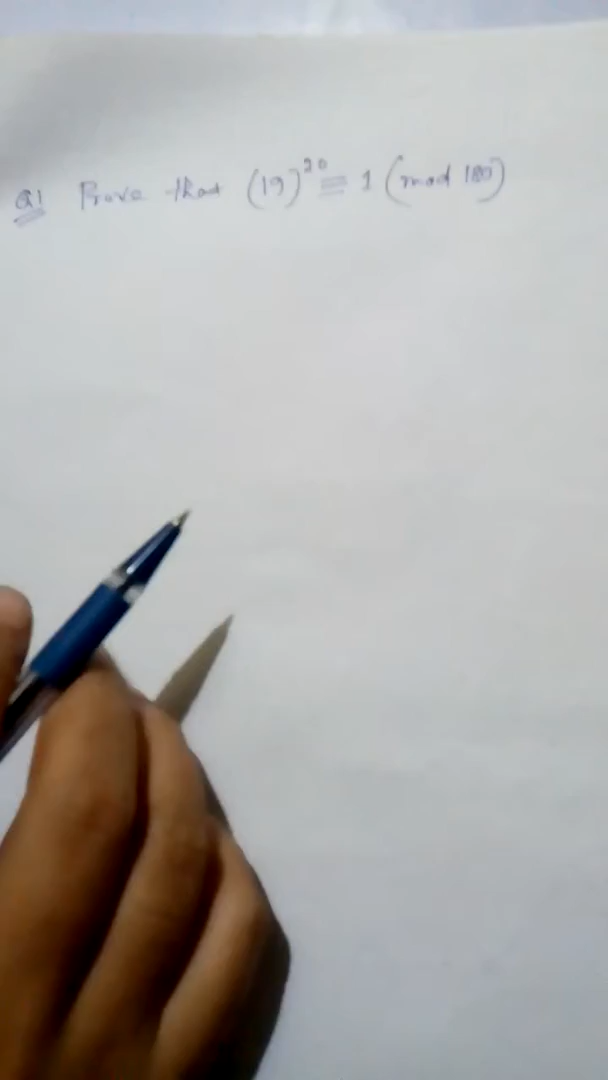 Q1 Prove that (19)²⁰ ≡ 1 (mod 181)